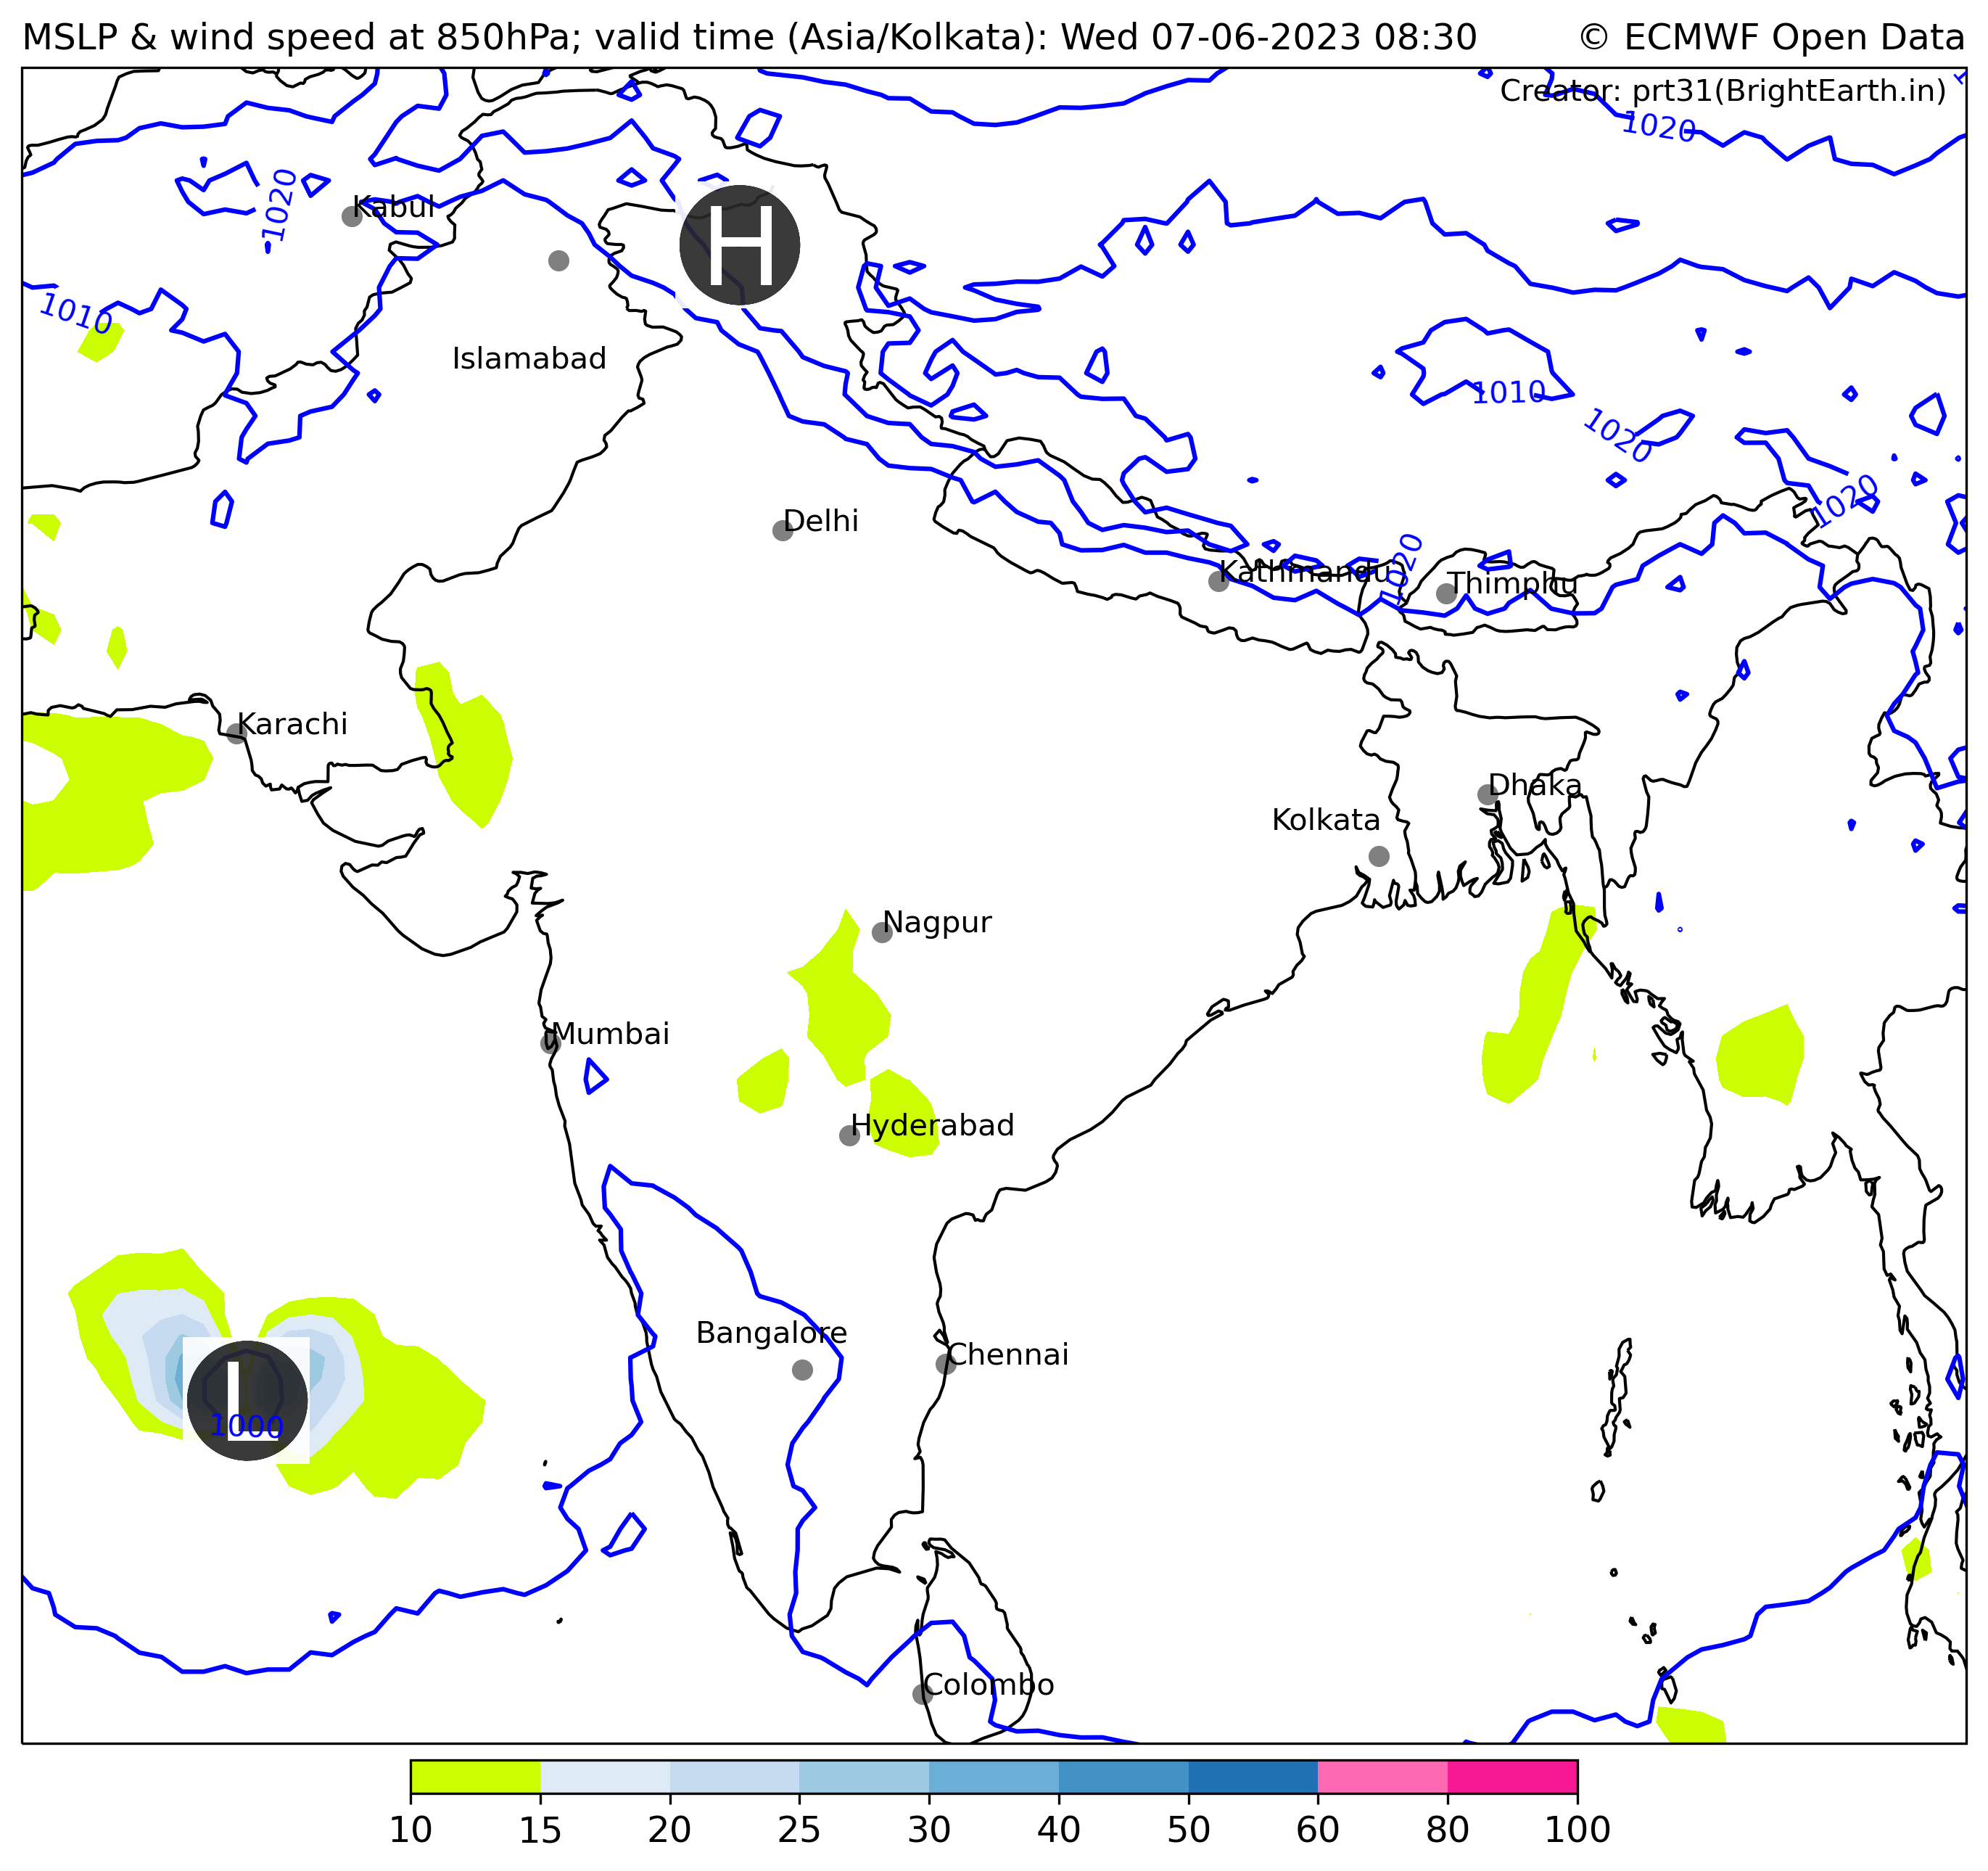 MSLP & wind speed at 850hPa; valid time (Asia/Kolkata): Wed 07-06-2023 08:30
© ECMWF Open Data
Creator: prt31(BrightEarth.in)
1020
1020
Kabul
H
1010
Islamabad
1010
1020
1020
Delhi
1020
Kathmandu
Thimphu
Karachi
Dhaka
Kolkata
Nagpur
Mumbai
Hyderabad
Bangalore
Chennai
L
1000
Colombo
10 15 20 25 30 40 50 60 80 100